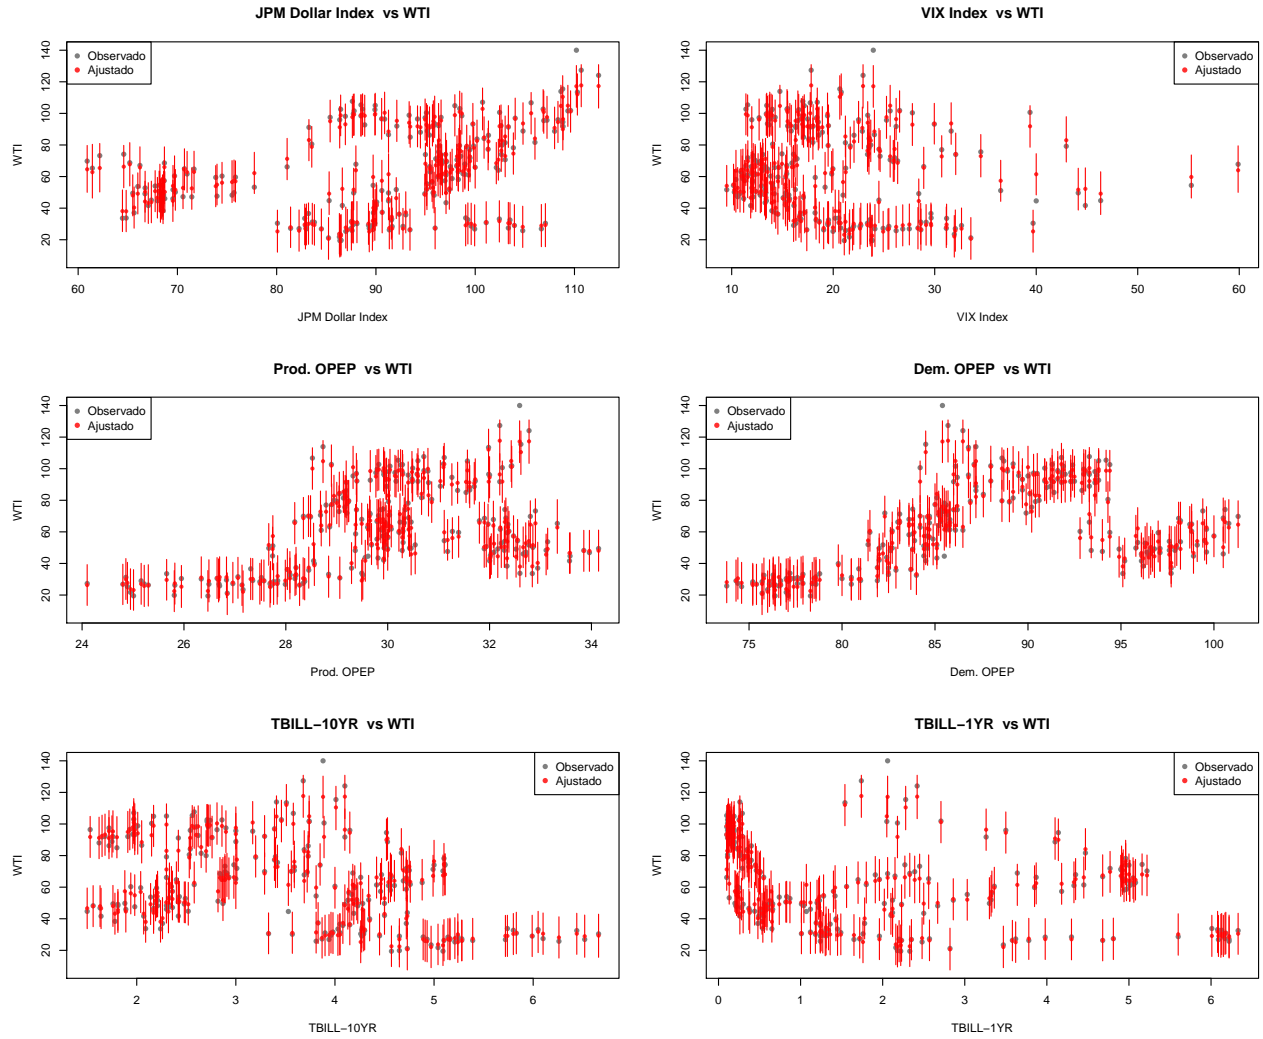 JPM Dollar Index vs WTI
Observado
Ajustado
WTI
20
40
60
80
100
120
140
60 70 80 90 100 110
JPM Dollar Index
VIX Index vs WTI
Observado
Ajustado
WTI
20
40
60
80
100
120
140
10 20 30 40 50 60
VIX Index
Prod. OPEP vs WTI
Observado
Ajustado
WTI
20
40
60
80
100
120
140
24 26 28 30 32 34
Prod. OPEP
Dem. OPEP vs WTI
Observado
Ajustado
WTI
20
40
60
80
100
120
140
75 80 85 90 95 100
Dem. OPEP
TBILL−10YR vs WTI
Observado
Ajustado
WTI
20
40
60
80
100
120
140
2 3 4 5 6
TBILL−10YR
TBILL−1YR vs WTI
Observado
Ajustado
WTI
20
40
60
80
100
120
140
0 1 2 3 4 5 6
TBILL−1YR